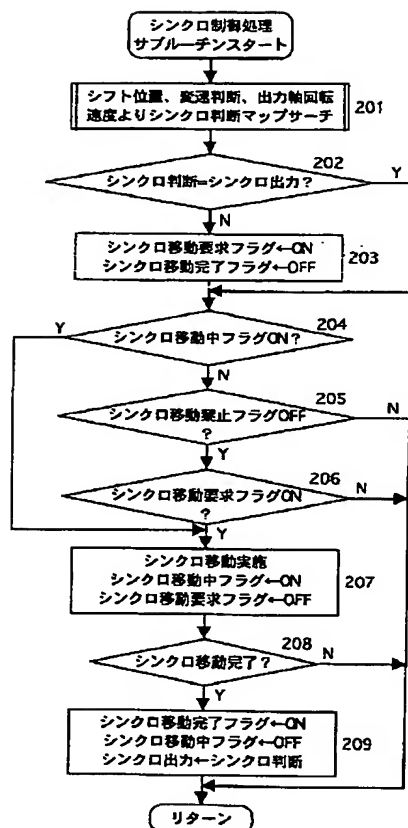 シンクロ制御処理
サブルーチンスタート
シフト位置、変速判断、出力軸回転
速度よりシンクロ判断マップサーチ
201
202
シンクロ判断=シンクロ出力?
Y
N
シンクロ移動要求フラグ←ON
シンクロ移動完了フラグ←OFF
203
204
Y
シンクロ移動中フラグON?
N
205
シンクロ移動禁止フラグOFF
?
N
Y
206
シンクロ移動要求フラグON
?
N
Y
シンクロ移動実施
シンクロ移動中フラグ←ON
シンクロ移動要求フラグ←OFF
207
208
シンクロ移動完了?
N
Y
シンクロ移動完了フラグ←ON
シンクロ移動中フラグ←OFF
シンクロ出力←シンクロ判断
209
リターン